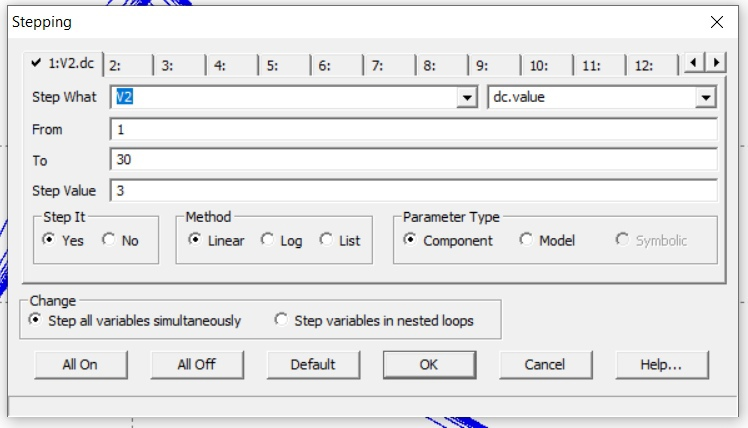 Stepping
1:V2.dc 2: 3: 4: 5: 6: 7: 8: 9: 10: 11: 12:
Step What V2 dc.value
From 1
To 30
Step Value 3
Step It Method Parameter Type
Yes No Linear Log List Component Model Symbolic
Change
Step all variables simultaneously Step variables in nested loops
All On All Off Default OK Cancel Help...